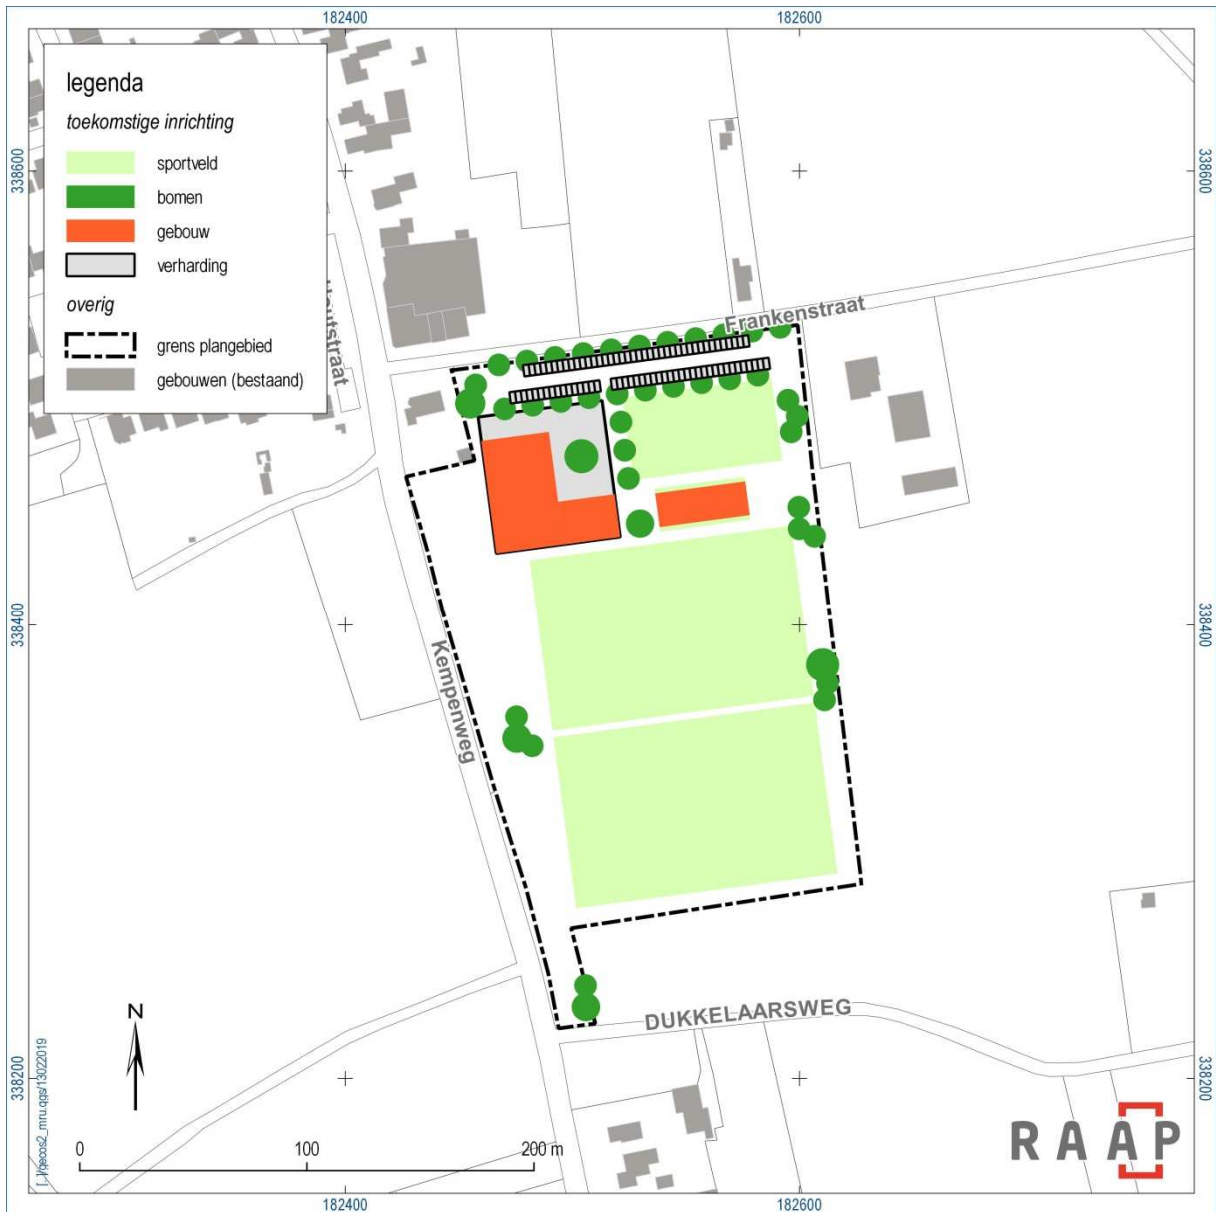 182400
182600
legenda
toekomstige inrichting
sportveld
bomen
gebouw
verharding
overig
grens plangebied
gebouwen (bestaand)
338600
338600
Frankenstraat
338400
338400
Kempenweg
DUKKELAARSWEG
N
338200
338200
0 100 200 m
RAAP
182400
182600